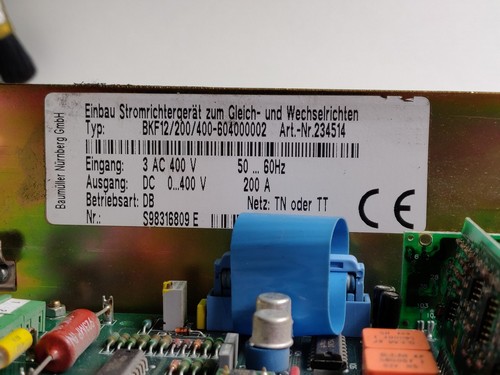 Baumüller Nürnberg GmbH
Einbau Stromrichtergerät zum Gleich- und Wechselrichten
Typ: BKF12/200/400-604000002 Art.-Nr.234514
Eingang: 3 AC 400 V 50 ... 60Hz
Ausgang: DC 0...400 V 200 A
Betriebsart: DB Netz: TN oder TT
Nr.: S98316809 E
CE